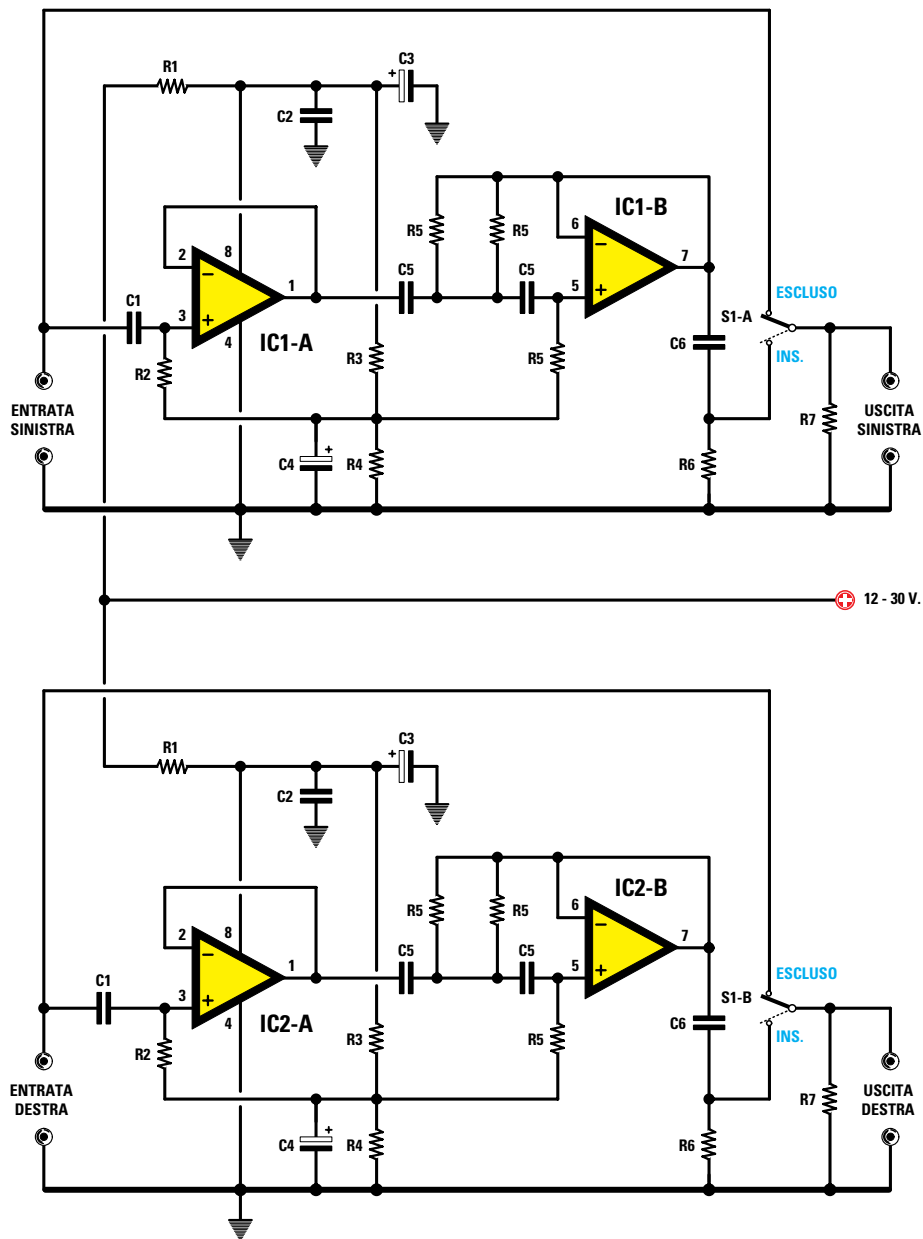 R1
C3
+
C2
IC1-B
R5
R5
6
−
7
2
8
−
C5
C5
ESCLUSO
C1
1
5
+
S1-A
3
+
4
IC1-A
R3
R5
C6
INS.
R2
ENTRATA
SINISTRA
R7
USCITA
SINISTRA
C4
+
R4
R6
12 - 30 V.
R1
C3
+
C2
IC2-B
R5
R5
6
−
7
2
8
−
C5
C5
ESCLUSO
C1
1
5
+
S1-B
3
+
4
IC2-A
R3
R5
C6
INS.
R2
ENTRATA
DESTRA
R7
USCITA
DESTRA
C4
+
R4
R6